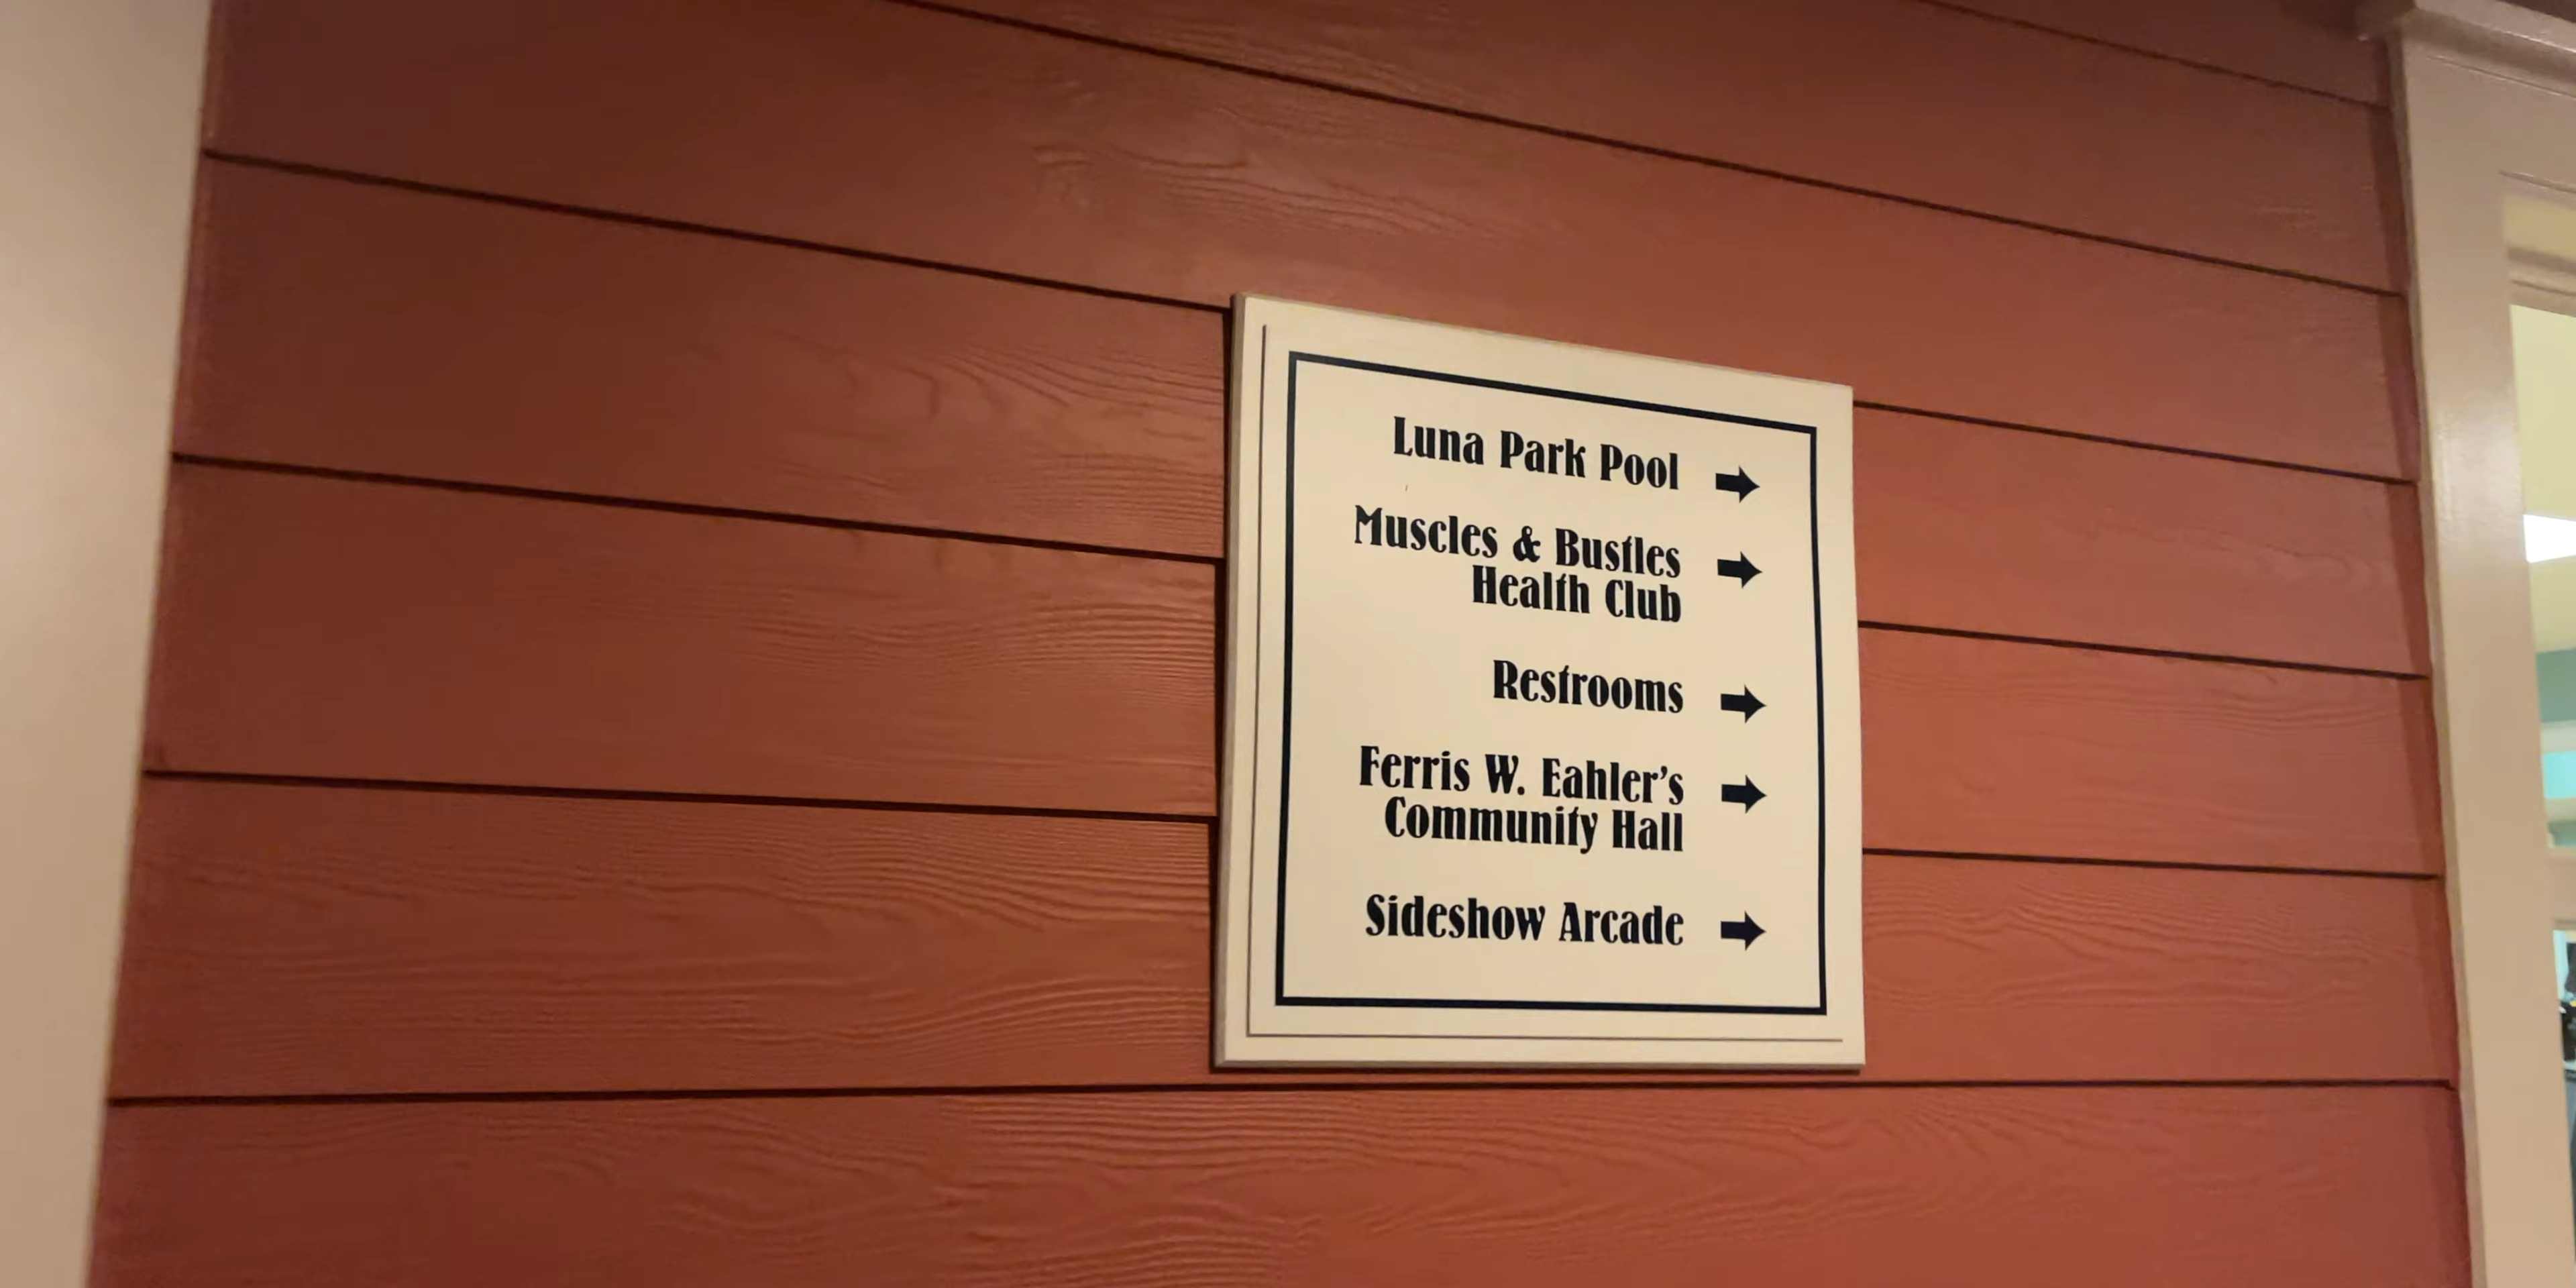 Luna Park Pool
Muscles & Bustles
Health Club
Restrooms
Ferris W. Eahler's
Community Hall
Sideshow Arcade